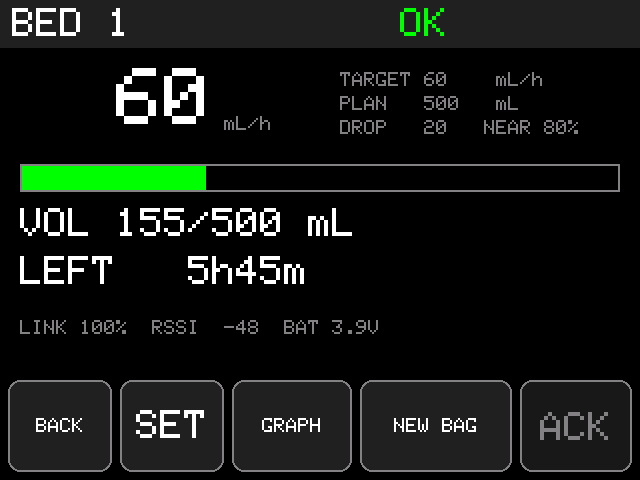 BED 1 OK
60 mL/h
TARGET 60 mL/h
PLAN 500 mL
DROP 20 NEAR 80%
VOL 155/500 mL
LEFT 5h45m
LINK 100% RSSI -48 BAT 3.9V
BACK SET GRAPH NEW BAG ACK